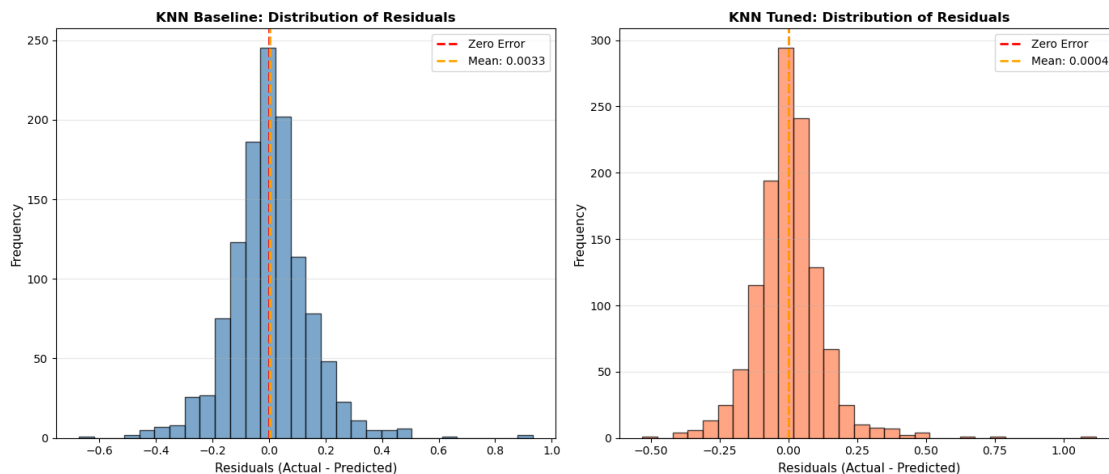 KNN Baseline: Distribution of Residuals
Zero Error
Mean: 0.0033
250
200
150
100
50
0
Frequency
−0.6
−0.4
−0.2
0.0
0.2
0.4
0.6
0.8
1.0
Residuals (Actual - Predicted)
KNN Tuned: Distribution of Residuals
Zero Error
Mean: 0.0004
300
250
200
150
100
50
0
Frequency
−0.50
−0.25
0.00
0.25
0.50
0.75
1.00
Residuals (Actual - Predicted)